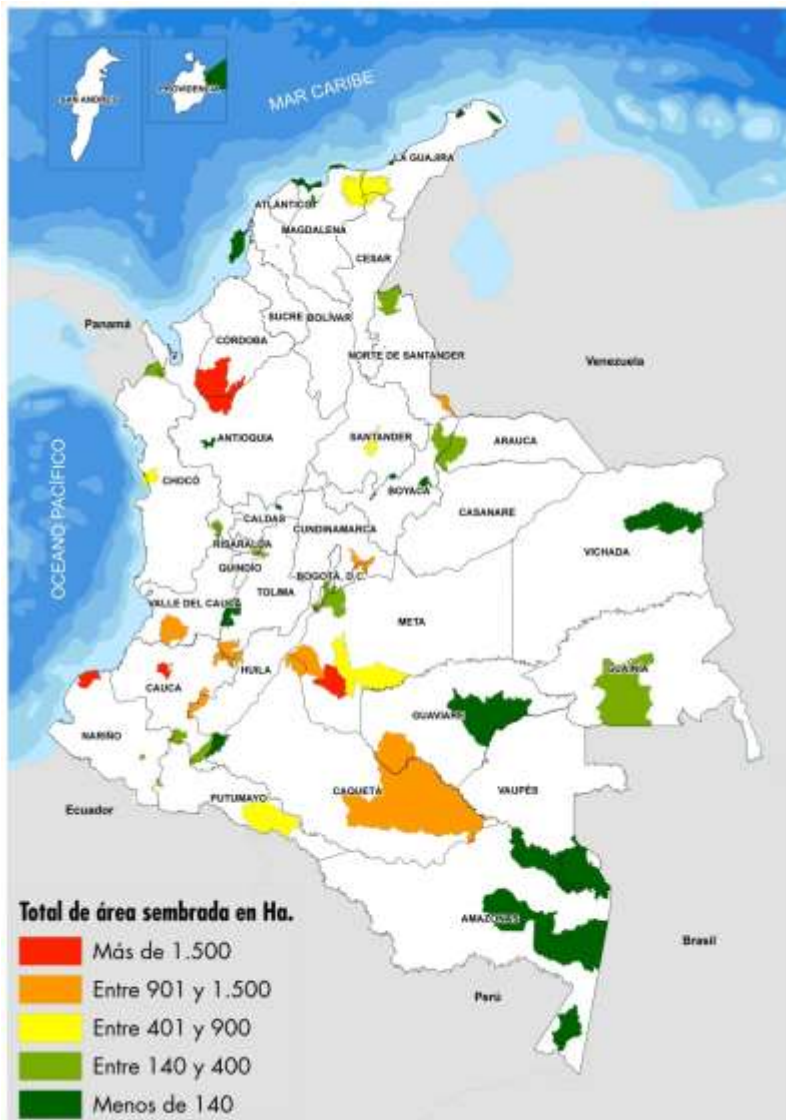 SAN ANDRES
PROVIDENCIA
MAR CARIBE
LA GUAJIRA
ATLANTICO
MAGDALENA
CESAR
SUCRE
BOLÍVAR
Panamá
CÓRDOBA
NORTE DE SANTANDER
Venezuela
ANTIOQUIA
SANTANDER
ARAUCA
OCEANO PACÍFICO
CHOCÓ
BOYACÁ
CASANARE
CALDAS
CUNDINAMARCA
RISARALDA
VICHADA
QUINDÍO
BOGOTÁ, D.C.
TOLIMA
VALLE DEL CAUCA
META
HUILA
GUAINÍA
CAUCA
GUAVIARE
NARIÑO
CAQUETÁ
VAUPÉS
PUTUMAYO
Ecuador
AMAZONAS
Brasil
Perú
Total de área sembrada en Ha.
Más de 1.500
Entre 901 y 1.500
Entre 401 y 900
Entre 140 y 400
Menos de 140